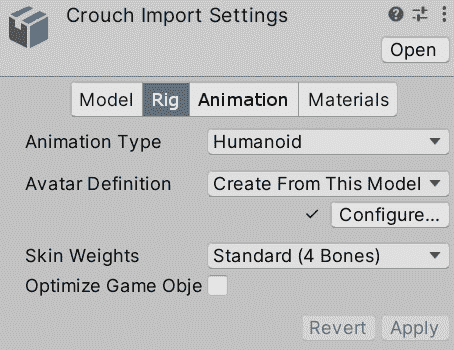 Crouch Import Settings
Open
Model Rig Animation Materials
Animation Type Humanoid
Avatar Definition Create From This Model
Configure...
Skin Weights Standard (4 Bones)
Optimize Game Obje
Revert Apply